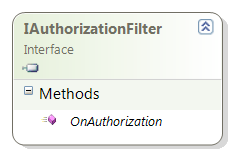 IAuthorizationFilter
Interface
Methods
OnAuthorization